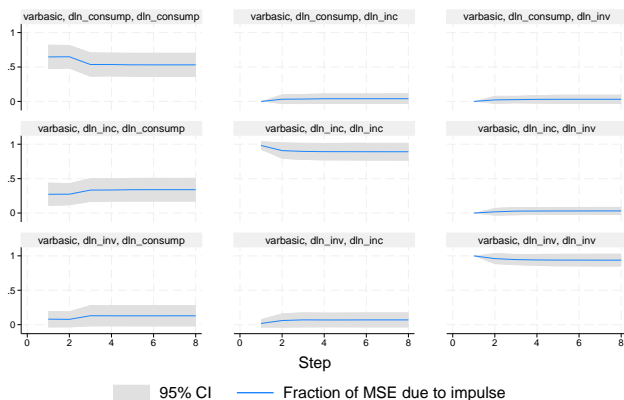 varbasic, dln_consump, dln_consump
varbasic, dln_consump, dln_inc
varbasic, dln_consump, dln_inv
1
.5
0
varbasic, dln_inc, dln_consump
varbasic, dln_inc, dln_inc
varbasic, dln_inc, dln_inv
1
.5
0
varbasic, dln_inv, dln_consump
varbasic, dln_inv, dln_inc
varbasic, dln_inv, dln_inv
1
.5
0
0 2 4 6 8
0 2 4 6 8
0 2 4 6 8
Step
95% CI
Fraction of MSE due to impulse